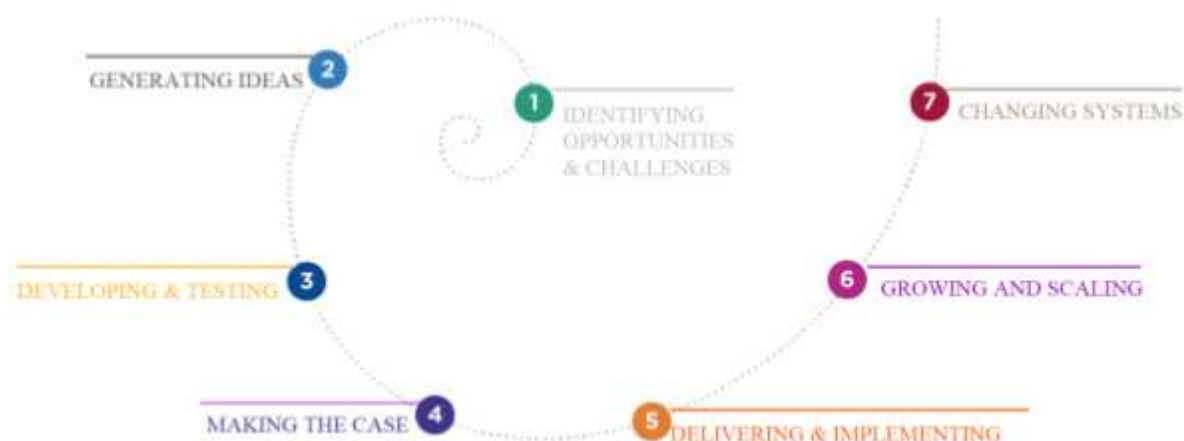 1
IDENTIFYING
OPPORTUNITIES
& CHALLENGES
2
GENERATING IDEAS
3
DEVELOPING & TESTING
4
MAKING THE CASE
5
DELIVERING & IMPLEMENTING
6
GROWING AND SCALING
7
CHANGING SYSTEMS